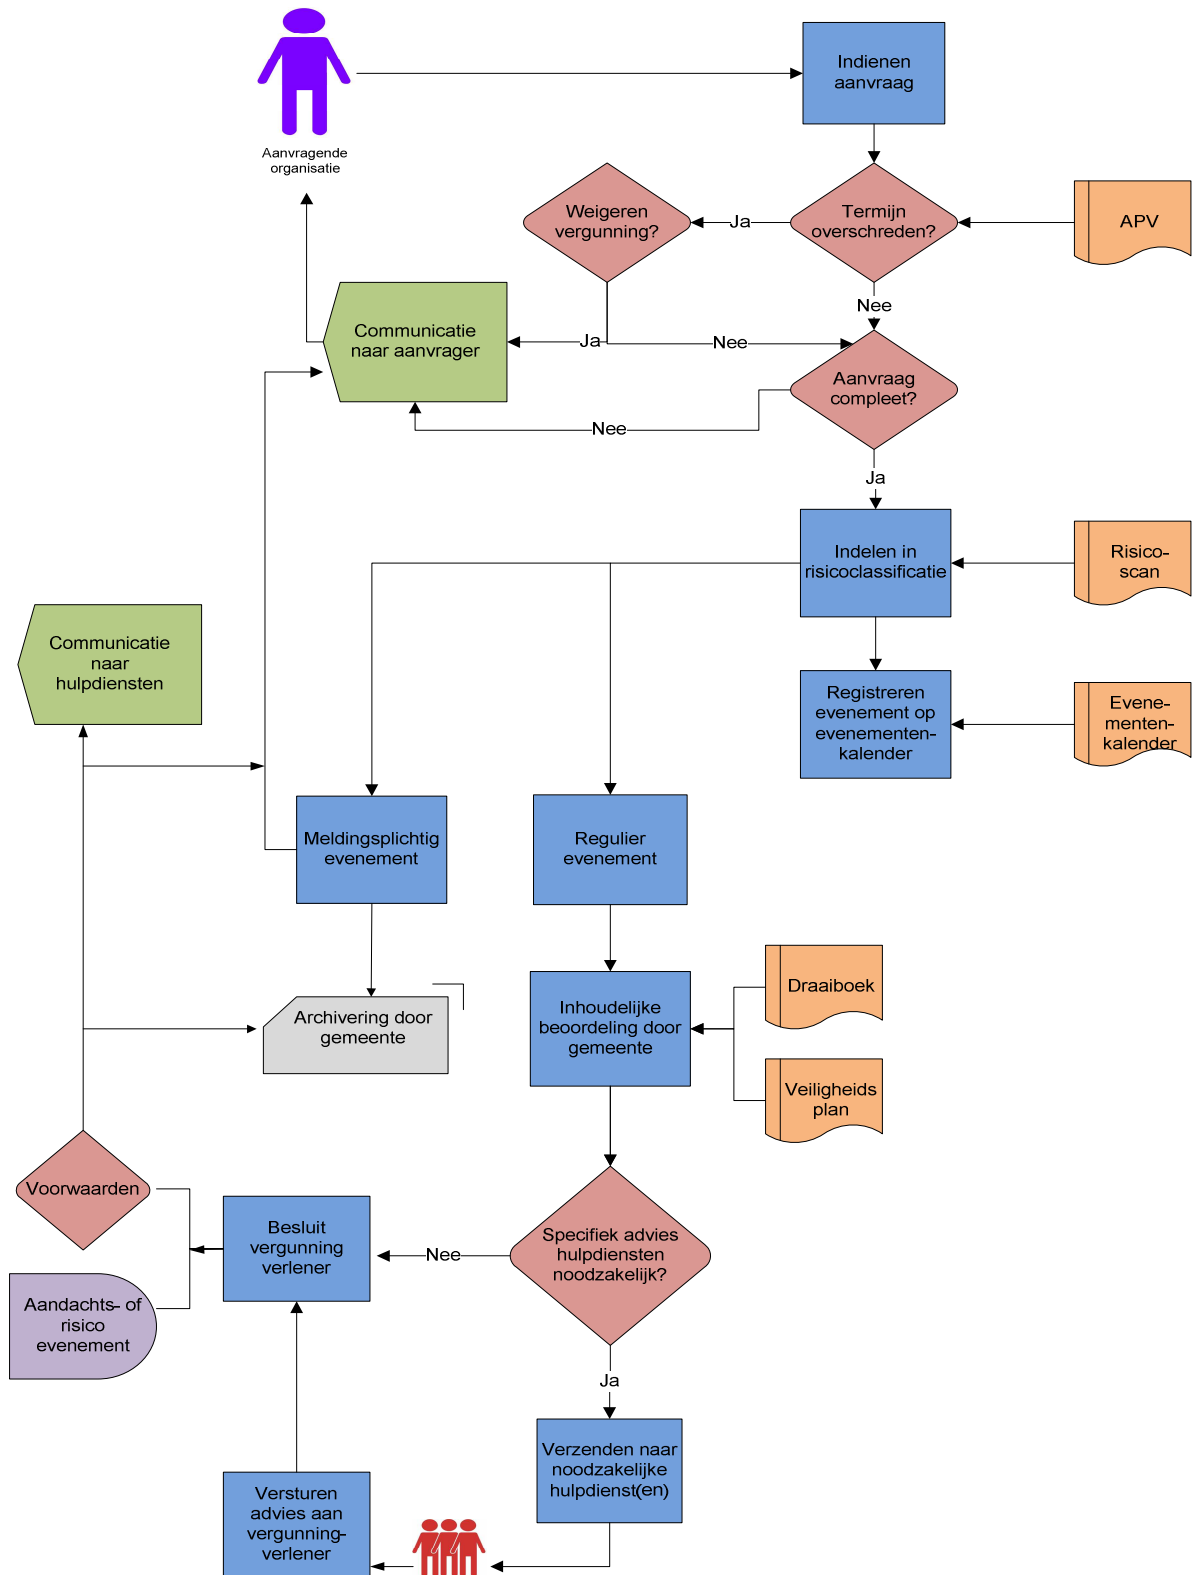 Indienen
aanvraag
Aanvragende
organisatie
Weigeren
vergunning?
Ja
Termijn
overschreden?
APV
Nee
Communicatie
naar aanvrager
Ja
Nee
Aanvraag
compleet?
Nee
Ja
Indelen in
risicoclassificatie
Risico-
scan
Communicatie
naar
hulpdiensten
Registreren
evenement op
evenementen-
kalender
Evene-
menten-
kalender
Meldingsplichtig
evenement
Regulier
evenement
Draaiboek
Inhoudelijke
beoordeling door
gemeente
Archivering door
gemeente
Veiligheids
plan
Voorwaarden
Besluit
vergunning
verlener
Nee
Specifiek advies
hulpdiensten
noodzakelijk?
Aandachts- of
risico
evenement
Ja
Verzenden naar
noodzakelijke
hulpdienst(en)
Versturen
advies aan
vergunning-
verlener